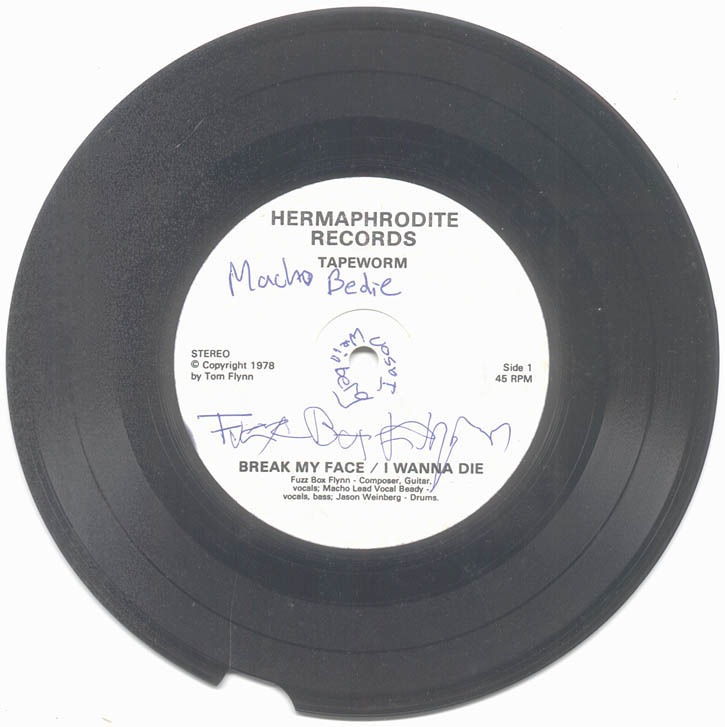 HERMAPHRODITE
RECORDS
TAPEWORM
Macho Bedie
STEREO
© Copyright 1978
by Tom Flynn
Side 1
45 RPM
Jason
Weinberg
Fuzz Box Flynn
BREAK MY FACE / I WANNA DIE
Fuzz Box Flynn - Composer, Guitar,
vocals; Macho Lead Vocal Beady -
vocals, bass; Jason Weinberg - Drums.